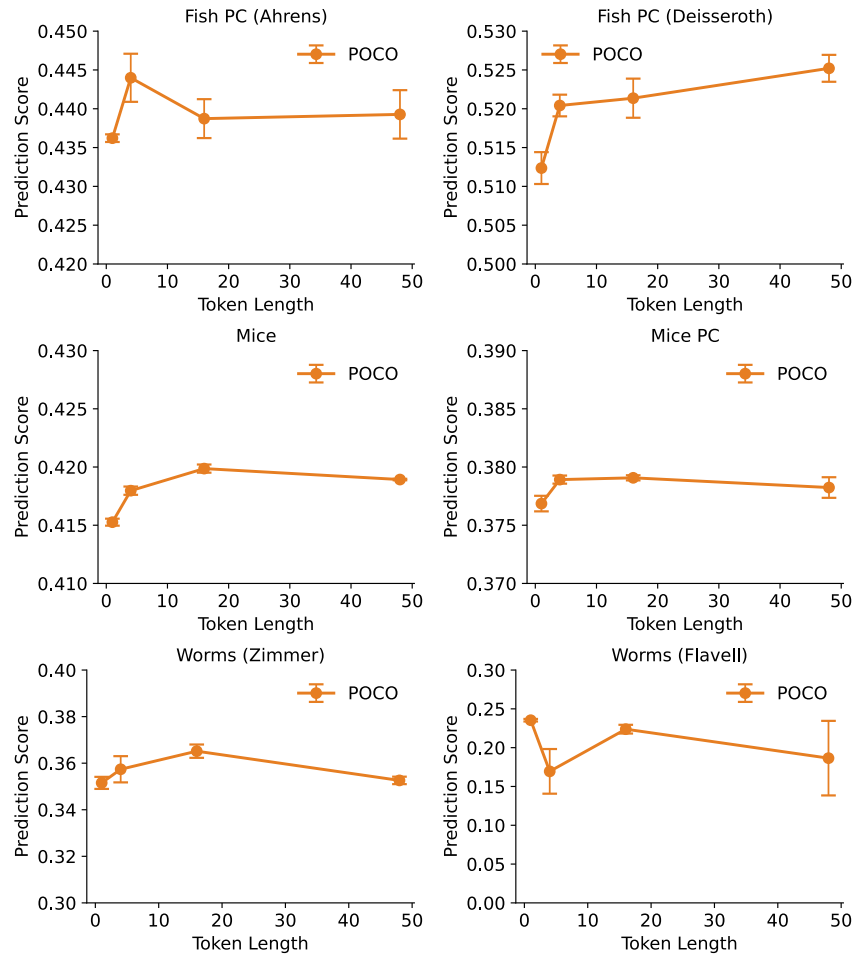 Fish PC (Ahrens)
Prediction Score
0.450
0.445
0.440
0.435
0.430
0.425
0.420
POCO
0 10 20 30 40 50
Token Length
Fish PC (Deisseroth)
Prediction Score
0.530
0.525
0.520
0.515
0.510
0.505
0.500
POCO
0 10 20 30 40 50
Token Length
Mice
Prediction Score
0.430
0.425
0.420
0.415
0.410
POCO
0 10 20 30 40 50
Token Length
Mice PC
Prediction Score
0.390
0.385
0.380
0.375
0.370
POCO
0 10 20 30 40 50
Token Length
Worms (Zimmer)
Prediction Score
0.40
0.38
0.36
0.34
0.32
0.30
POCO
0 10 20 30 40 50
Token Length
Worms (Flavell)
Prediction Score
0.30
0.25
0.20
0.15
0.10
0.05
0.00
POCO
0 10 20 30 40 50
Token Length